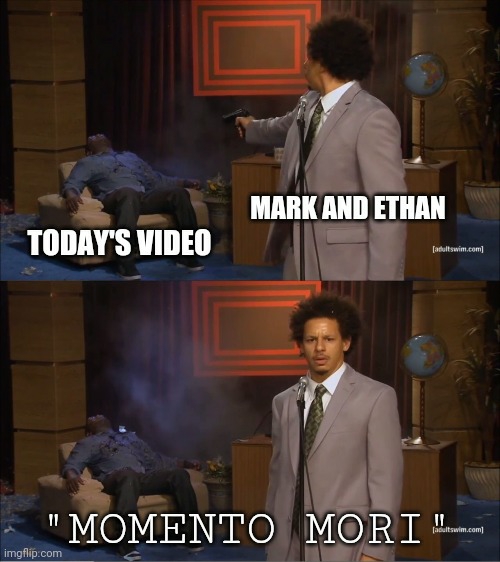 MARK AND ETHAN
TODAY'S VIDEO
[adultswim.com]
"MOMENTO MORI"
[adultswim.com]
imgflip.com